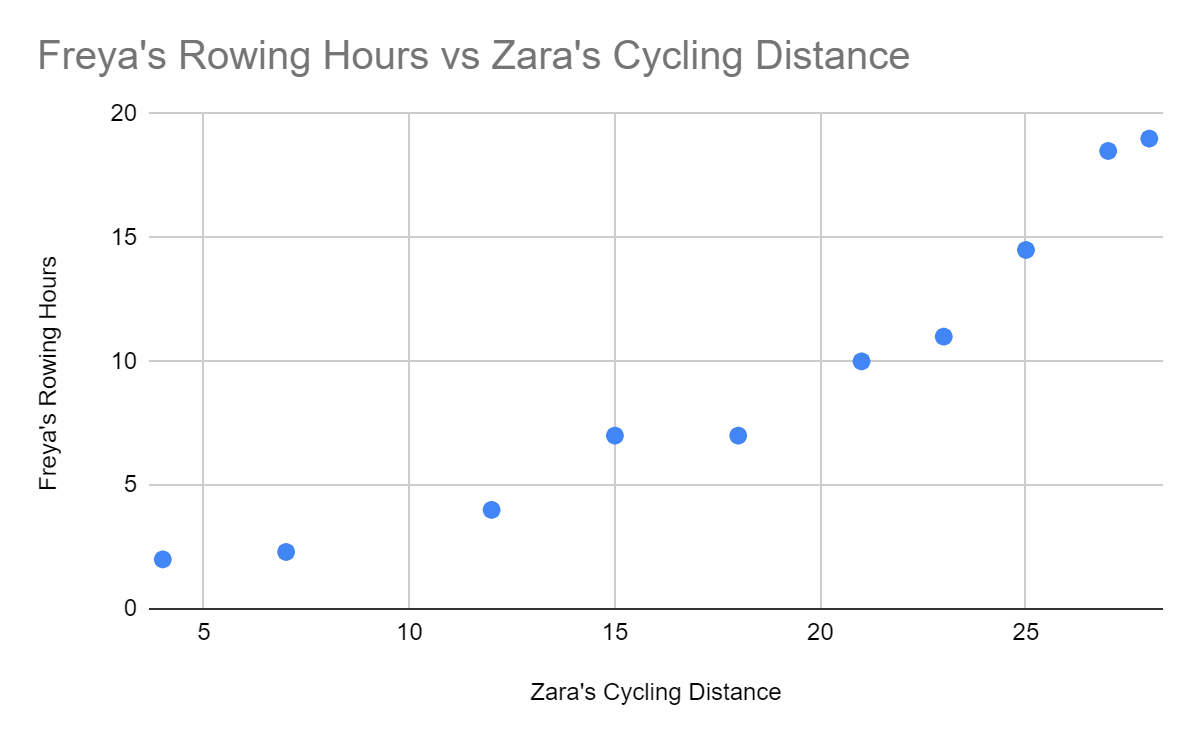 Freya's Rowing Hours vs Zara's Cycling Distance
20
15
10
5
0
Freya's Rowing Hours
5 10 15 20 25
Zara's Cycling Distance